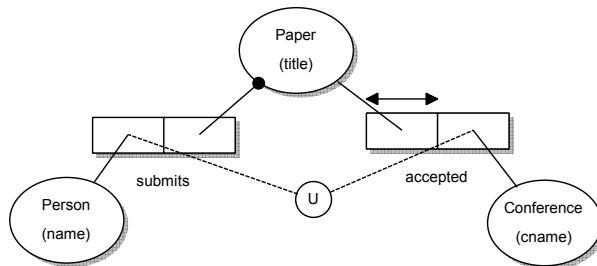 Paper
(title)
submits
accepted
U
Person
(name)
Conference
(cname)